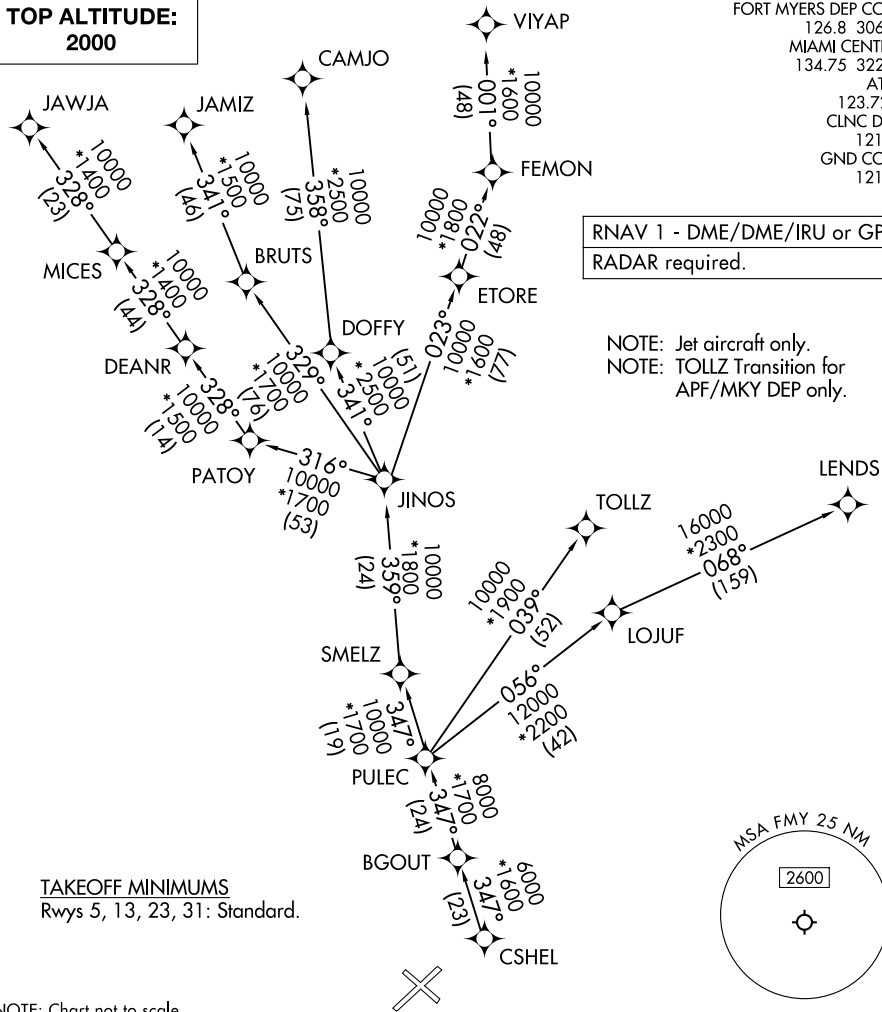 TOP ALTITUDE:
2000
FORT MYERS DEP CO
126.8 306
MIAMI CENT
134.75 322
AT
123.72
CLNC D
121
GND CO
121
VIYAP
CAMJO
JAWJA
JAMIZ
10000
*1600
001°
(48)
10000
*1400
328°
(23)
10000
*1500
341°
(46)
10000
*2500
358°
(75)
FEMON
10000
*1800
022°
(48)
RNAV 1 - DME/DME/IRU or GP
RADAR required.
MICES
BRUTS
ETORE
10000
*1400
328°
(44)
DOFFY
023°
10000
*1600
(77)
NOTE: Jet aircraft only.
NOTE: TOLLZ Transition for
APF/MKY DEP only.
DEANR
329°
10000
*1700
(76)
(51)
10000
*2500
341°
328°
10000
*1500
(14)
PATOY
316°
10000
*1700
(53)
JINOS
TOLLZ
LENDS
16000
*2300
068°
(159)
10000
*1800
359°
(24)
10000
*1900
039°
(52)
LOJUF
SMELZ
056°
12000
*2200
(42)
347°
10000
*1700
(19)
PULEC
8000
*1700
347°
(24)
MSA FMY 25 NM
2600
BGOUT
6000
*1600
347°
(23)
CSHEL
TAKEOFF MINIMUMS
Rwys 5, 13, 23, 31: Standard.
NOTE: Chart not to scale